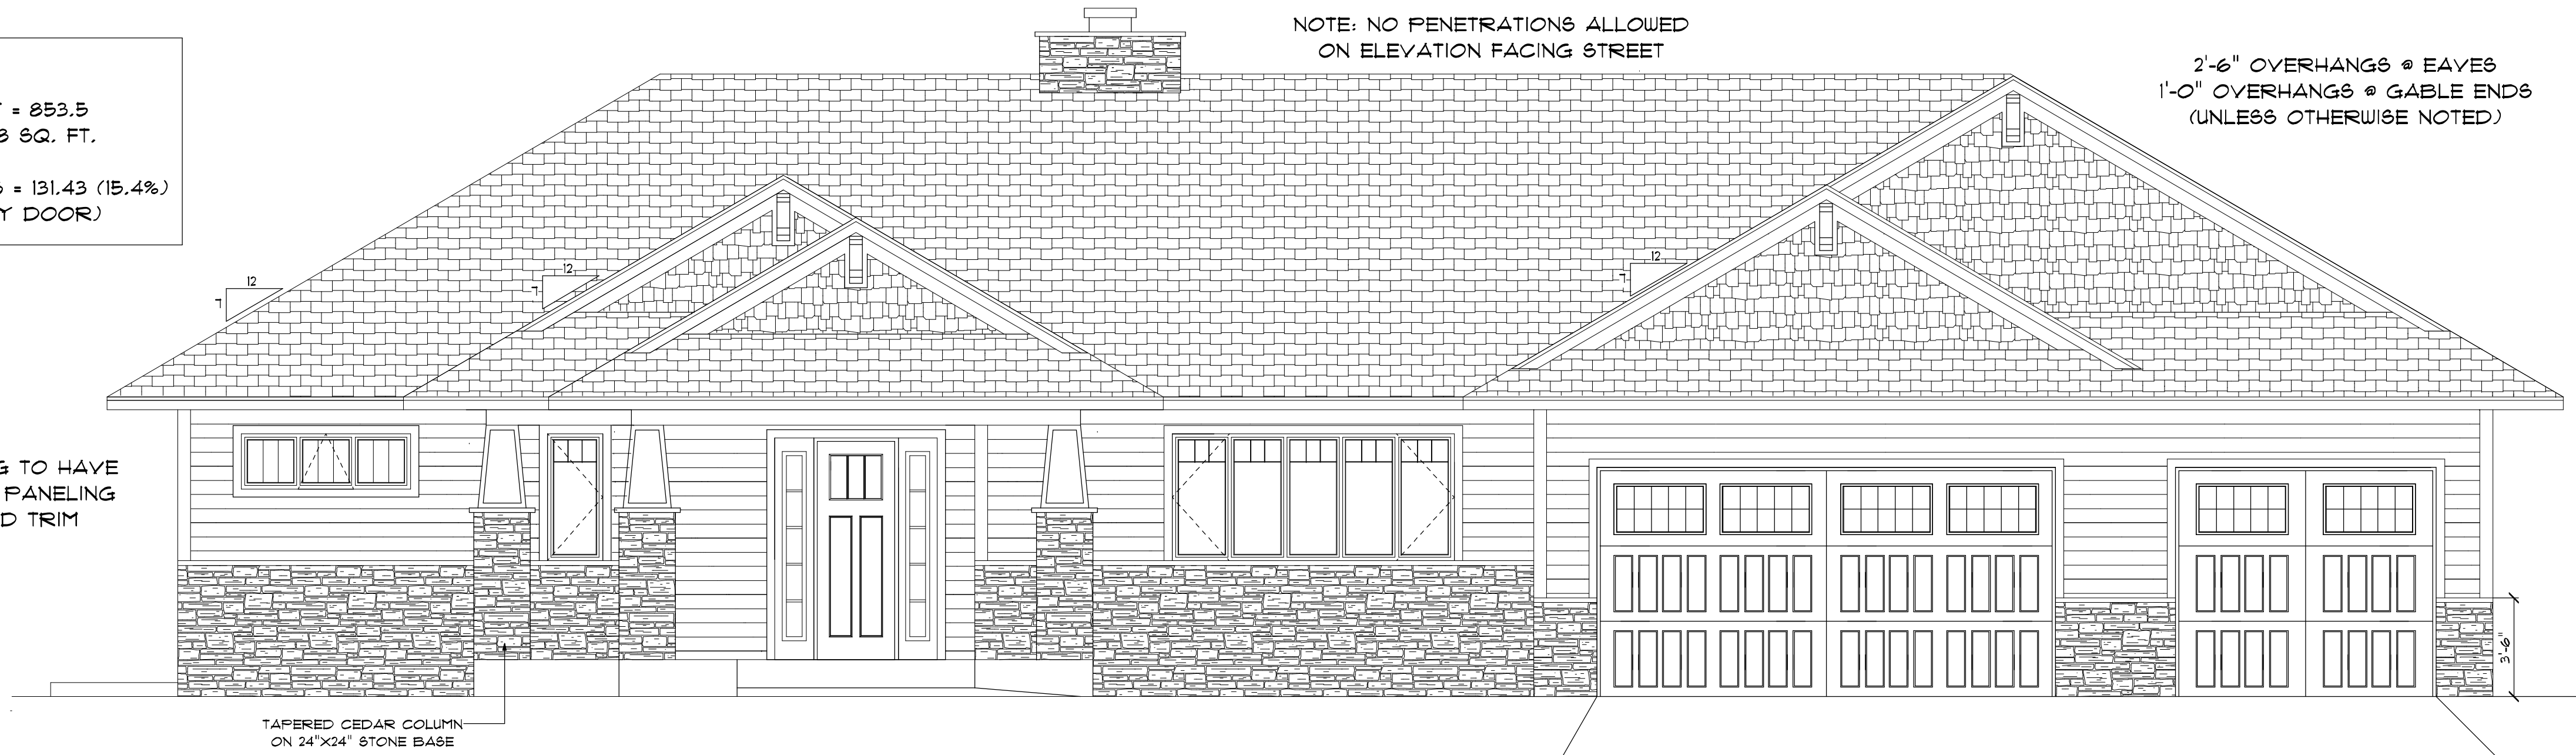 = 853.5
SQ. FT.
= 131.43 (15.4%)
DOOR)
NOTE: NO PENETRATIONS ALLOWED
ON ELEVATION FACING STREET
2'-6" OVERHANGS @ EAVES
1'-0" OVERHANGS @ GABLE ENDS
(UNLESS OTHERWISE NOTED)
12
7
12
7
12
7
TO HAVE
PANELING
TRIM
3'-6"
TAPERED CEDAR COLUMN
ON 24"X24" STONE BASE